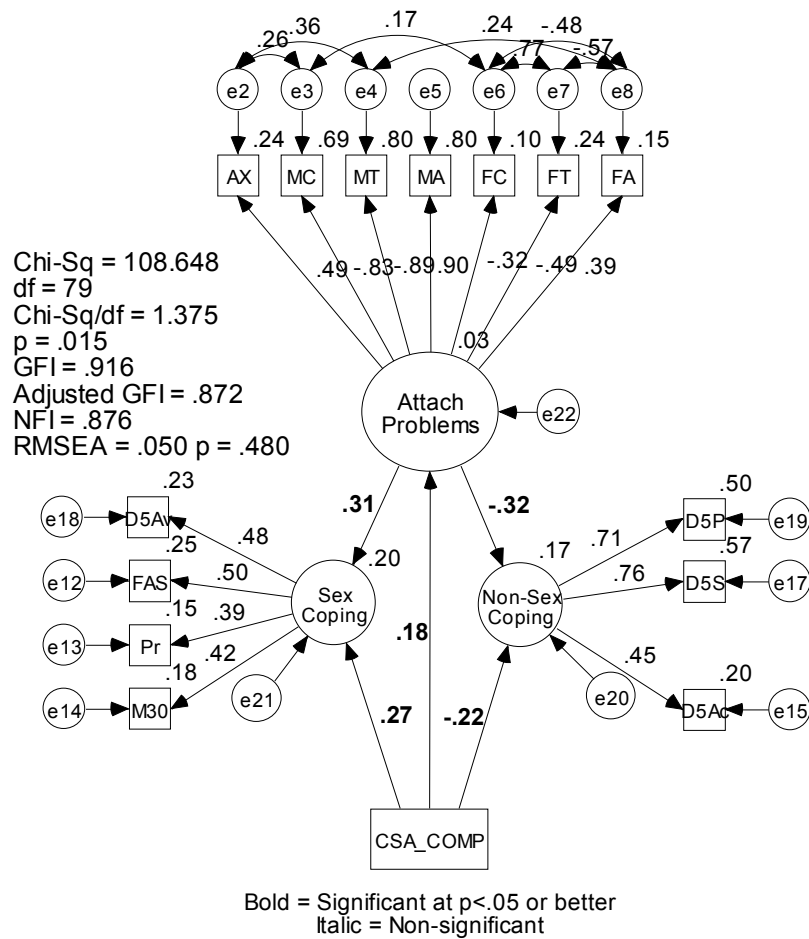 .17 -.48
.26 .36 .24 .77 -.57
e2 e3 e4 e5 e6 e7 e8
.24 .69 .80 .80 .10 .24 .15
AX MC MT MA FC FT FA
.49 -.83 -.89 .90 -.32 -.49 .39
Chi-Sq = 108.648
df = 79
Chi-Sq/df = 1.375
p = .015
GFI = .916
Adjusted GFI = .872
NFI = .876
RMSEA = .050 p = .480
.03
Attach
Problems
e22
.31 -.32
.23
e18 D5Av .48
.25
e12 FAS .50
.15
e13 Pr .39
.18
e14 M30 .42
.20
Sex
Coping
e21
.17
Non-Sex
Coping
e20
.50
.71 D5P e19
.57
.76 D5S e17
.20
.45 D5Ac e15
.27 .18 -.22
CSA_COMP
Bold = Significant at p<.05 or better
Italic = Non-significant